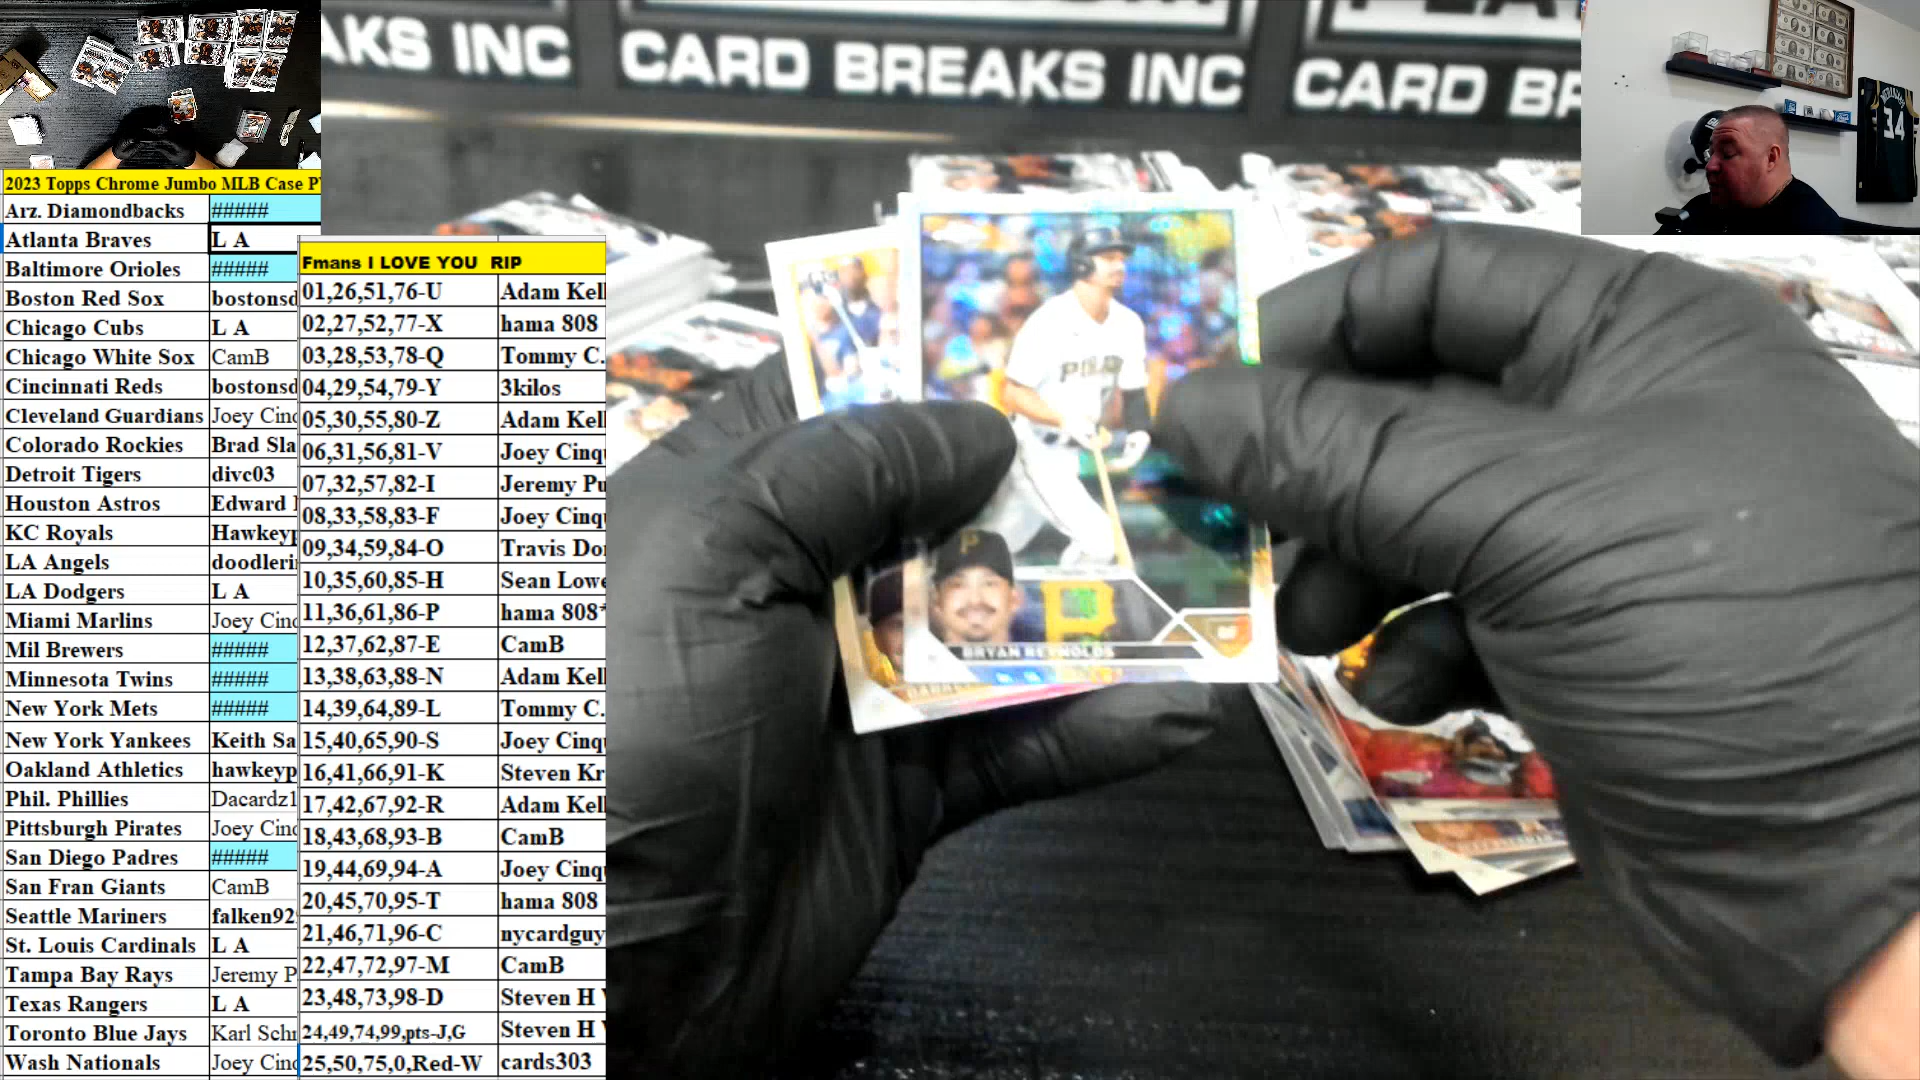 AKS INC
CARD BREAKS INC
CARD BR
34
2023 Topps Chrome Jumbo MLB Case P
Arz. Diamondbacks #####
Atlanta Braves L A
Baltimore Orioles #####
Boston Red Sox bostonsd
Chicago Cubs L A
Chicago White Sox CamB
Cincinnati Reds bostonsd
Cleveland Guardians Joey Cinq
Colorado Rockies Brad Sla
Detroit Tigers divc03
Houston Astros Edward
KC Royals Hawkeyp
LA Angels doodleri
LA Dodgers L A
Miami Marlins Joey Cinq
Mil Brewers #####
Minnesota Twins #####
New York Mets #####
New York Yankees Keith Sa
Oakland Athletics hawkeyp
Phil. Phillies Dacardz1
Pittsburgh Pirates Joey Cinq
San Diego Padres #####
San Fran Giants CamB
Seattle Mariners falken92
St. Louis Cardinals L A
Tampa Bay Rays Jeremy P
Texas Rangers L A
Toronto Blue Jays Karl Sch
Wash Nationals Joey Cinq
Fmans I LOVE YOU RIP
01,26,51,76-U Adam Kell
02,27,52,77-X hama 808
03,28,53,78-Q Tommy C.
04,29,54,79-Y 3kilos
05,30,55,80-Z Adam Kell
06,31,56,81-V Joey Cinqu
07,32,57,82-I Jeremy Pu
08,33,58,83-F Joey Cinqu
09,34,59,84-O Travis Do
10,35,60,85-H Sean Lowe
11,36,61,86-P hama 808*
12,37,62,87-E CamB
13,38,63,88-N Adam Kell
14,39,64,89-L Tommy C.
15,40,65,90-S Joey Cinqu
16,41,66,91-K Steven Kr
17,42,67,92-R Adam Kell
18,43,68,93-B CamB
19,44,69,94-A Joey Cinqu
20,45,70,95-T hama 808
21,46,71,96-C nycardguy
22,47,72,97-M CamB
23,48,73,98-D Steven H
24,49,74,99,pts-J,G Steven H
25,50,75,0,Red-W cards303
P
BRYAN REYNOLDS